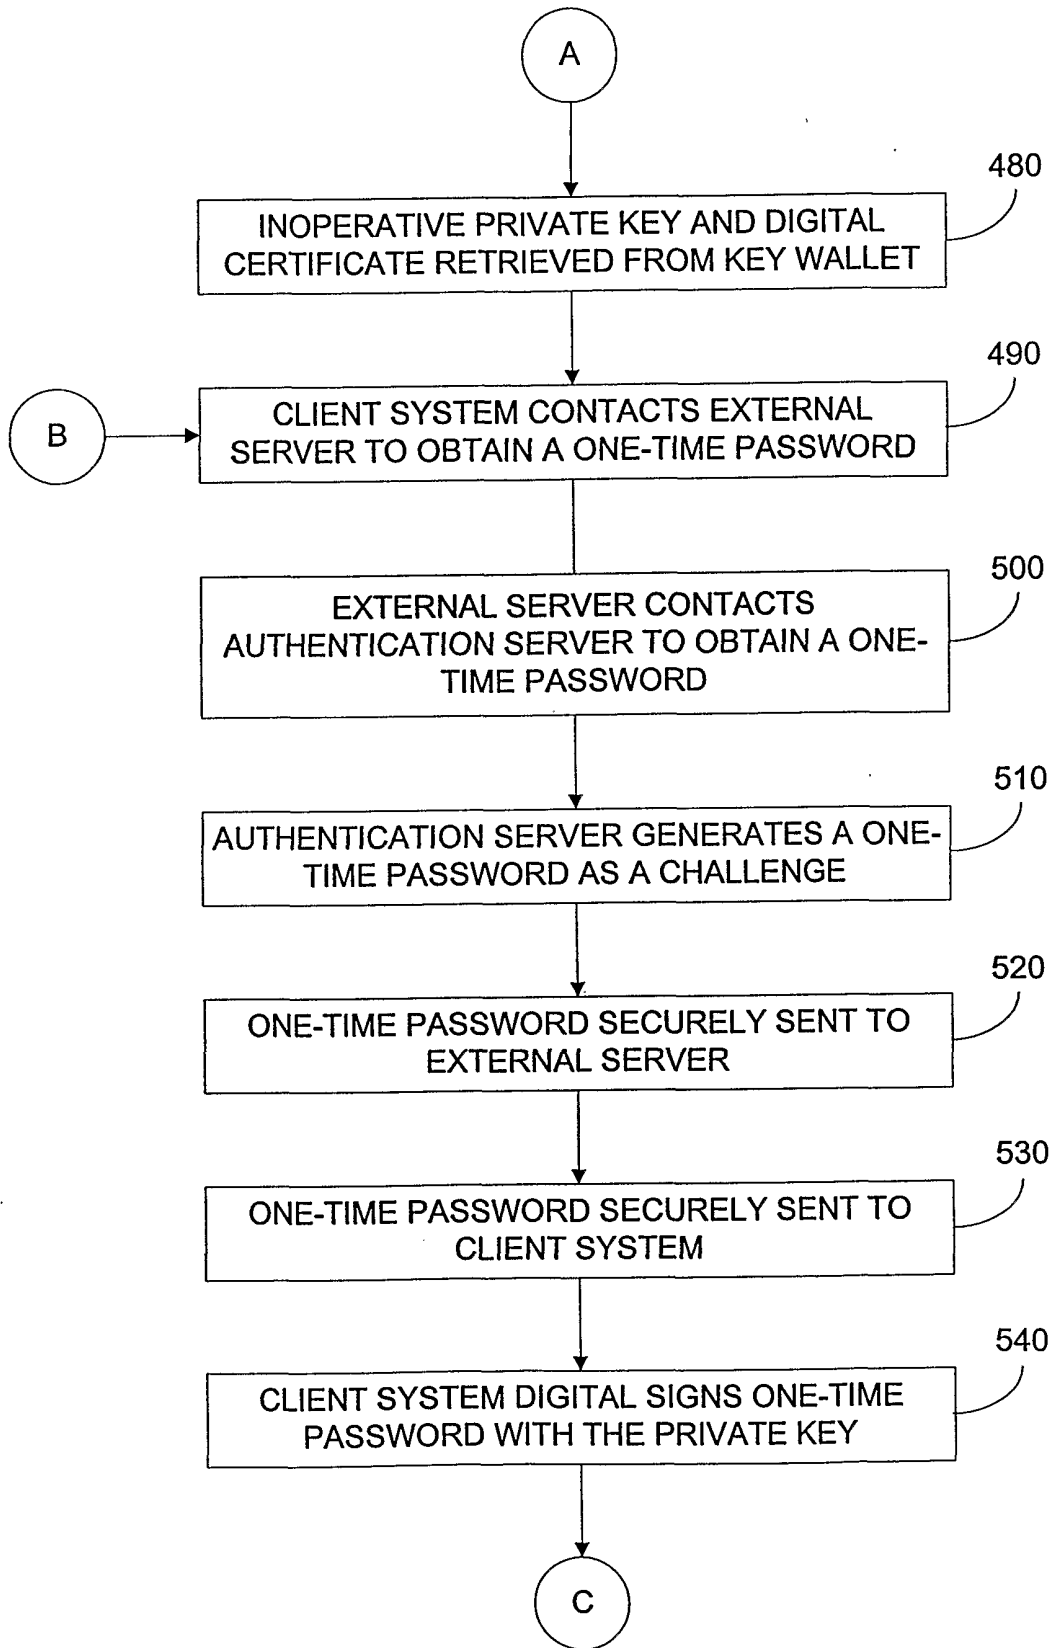 A
480
INOPERATIVE PRIVATE KEY AND DIGITAL
CERTIFICATE RETRIEVED FROM KEY WALLET
490
B
CLIENT SYSTEM CONTACTS EXTERNAL
SERVER TO OBTAIN A ONE-TIME PASSWORD
500
EXTERNAL SERVER CONTACTS
AUTHENTICATION SERVER TO OBTAIN A ONE-
TIME PASSWORD
510
AUTHENTICATION SERVER GENERATES A ONE-
TIME PASSWORD AS A CHALLENGE
520
ONE-TIME PASSWORD SECURELY SENT TO
EXTERNAL SERVER
530
ONE-TIME PASSWORD SECURELY SENT TO
CLIENT SYSTEM
540
CLIENT SYSTEM DIGITAL SIGNS ONE-TIME
PASSWORD WITH THE PRIVATE KEY
C